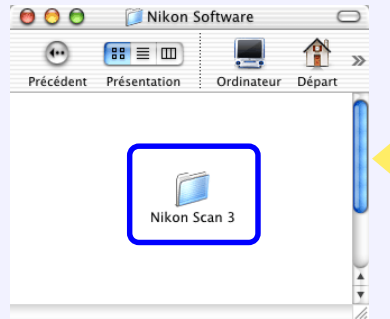 Nikon Software
Précédent Présentation Ordinateur Départ
Nikon Scan 3